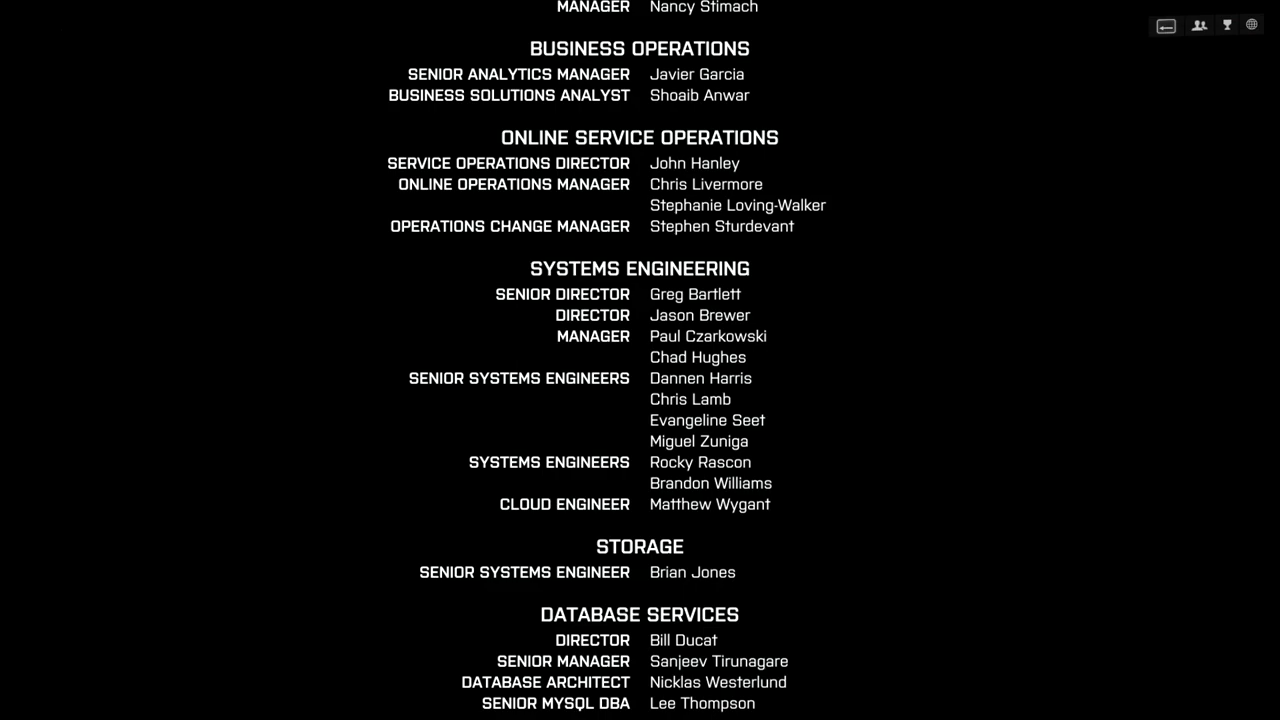 MANAGER Nancy Stimach
BUSINESS OPERATIONS
SENIOR ANALYTICS MANAGER Javier Garcia
BUSINESS SOLUTIONS ANALYST Shoaib Anwar
ONLINE SERVICE OPERATIONS
SERVICE OPERATIONS DIRECTOR John Hanley
ONLINE OPERATIONS MANAGER Chris Livermore
Stephanie Loving-Walker
OPERATIONS CHANGE MANAGER Stephen Sturdevant
SYSTEMS ENGINEERING
SENIOR DIRECTOR Greg Bartlett
DIRECTOR Jason Brewer
MANAGER Paul Czarkowski
Chad Hughes
SENIOR SYSTEMS ENGINEERS Dannen Harris
Chris Lamb
Evangeline Seet
Miguel Zuniga
SYSTEMS ENGINEERS Rocky Rascon
Brandon Williams
CLOUD ENGINEER Matthew Wygant
STORAGE
SENIOR SYSTEMS ENGINEER Brian Jones
DATABASE SERVICES
DIRECTOR Bill Ducat
SENIOR MANAGER Sanjeev Tirunagare
DATABASE ARCHITECT Nicklas Westerlund
SENIOR MYSQL DBA Lee Thompson